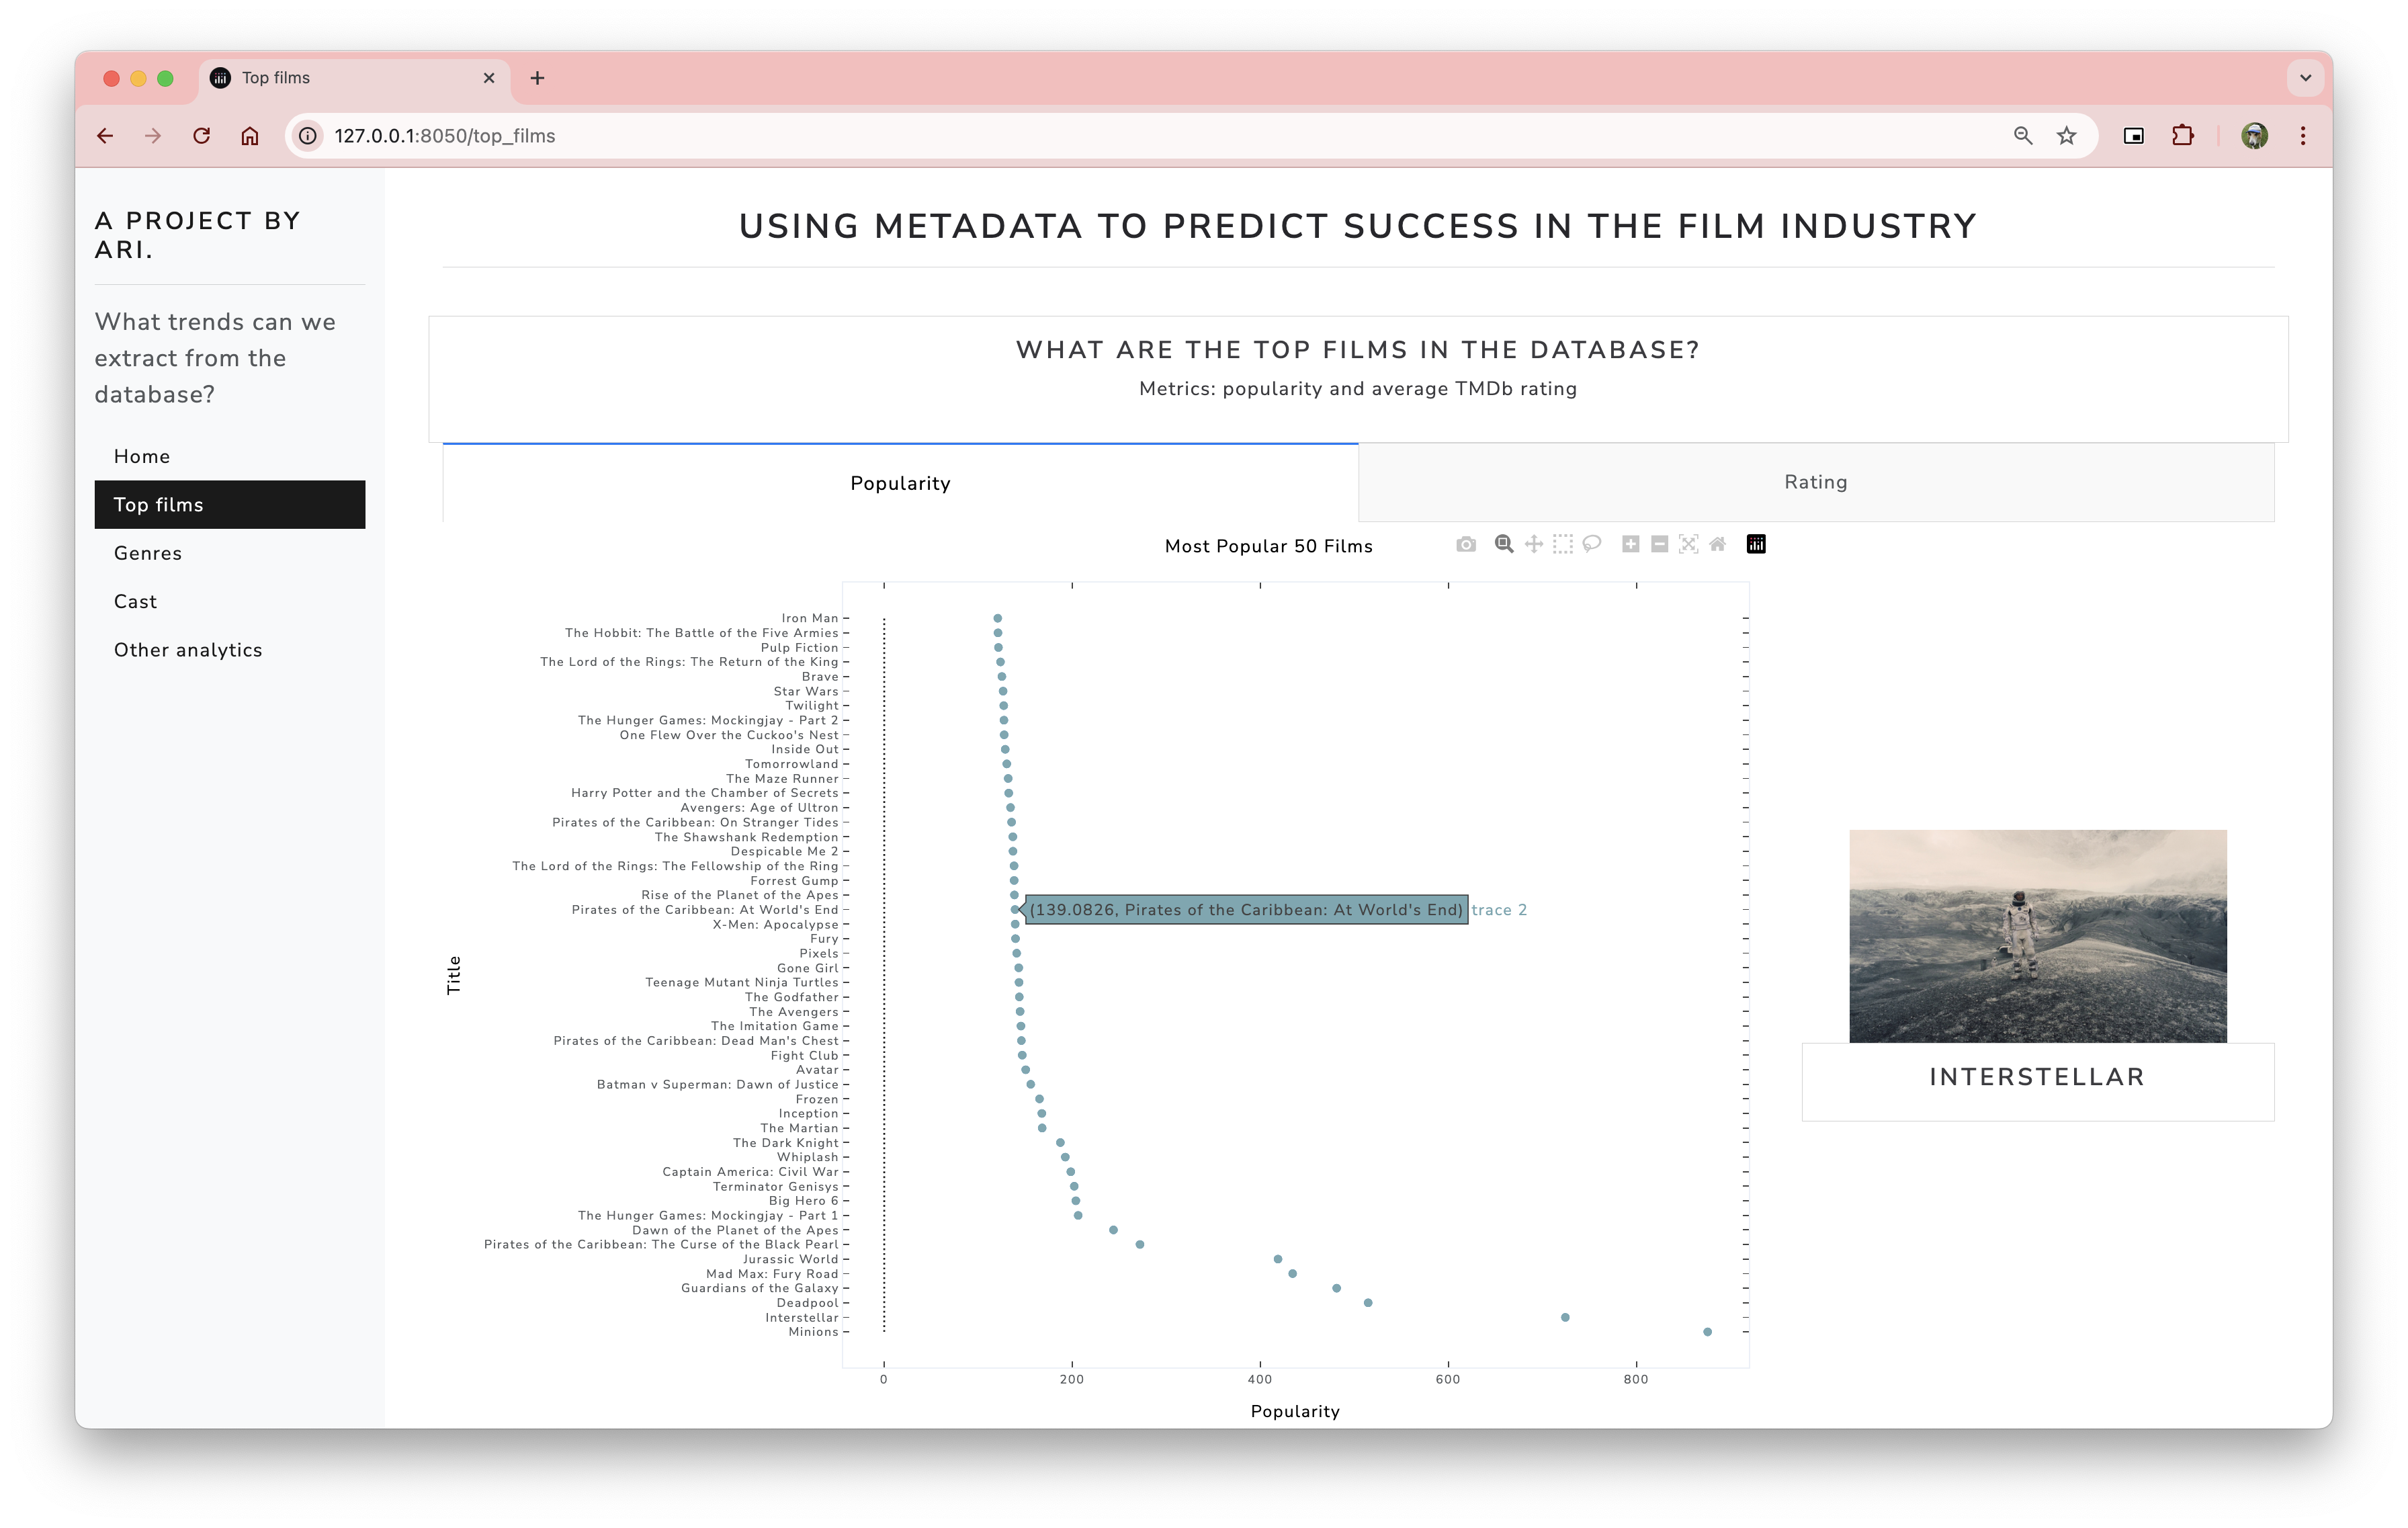 Top films
127.0.0.1:8050/top_films
A PROJECT BY
ARI.
What trends can we
extract from the
database?
Home
Top films
Genres
Cast
Other analytics
USING METADATA TO PREDICT SUCCESS IN THE FILM INDUSTRY
WHAT ARE THE TOP FILMS IN THE DATABASE?
Metrics: popularity and average TMDb rating
Popularity
Rating
Most Popular 50 Films
Title
Iron Man
The Hobbit: The Battle of the Five Armies
Pulp Fiction
The Lord of the Rings: The Return of the King
Brave
Star Wars
Twilight
The Hunger Games: Mockingjay - Part 2
One Flew Over the Cuckoo's Nest
Inside Out
Tomorrowland
The Maze Runner
Harry Potter and the Chamber of Secrets
Avengers: Age of Ultron
Pirates of the Caribbean: On Stranger Tides
The Shawshank Redemption
Despicable Me 2
The Lord of the Rings: The Fellowship of the Ring
Forrest Gump
Rise of the Planet of the Apes
Pirates of the Caribbean: At World's End
(139.0826, Pirates of the Caribbean: At World's End) trace 2
X-Men: Apocalypse
Fury
Pixels
Gone Girl
Teenage Mutant Ninja Turtles
The Godfather
The Avengers
The Imitation Game
Pirates of the Caribbean: Dead Man's Chest
Fight Club
Avatar
Batman v Superman: Dawn of Justice
Frozen
Inception
The Martian
The Dark Knight
Whiplash
Captain America: Civil War
Terminator Genisys
Big Hero 6
The Hunger Games: Mockingjay - Part 1
Dawn of the Planet of the Apes
Pirates of the Caribbean: The Curse of the Black Pearl
Jurassic World
Mad Max: Fury Road
Guardians of the Galaxy
Deadpool
Interstellar
Minions
0 200 400 600 800
Popularity
INTERSTELLAR